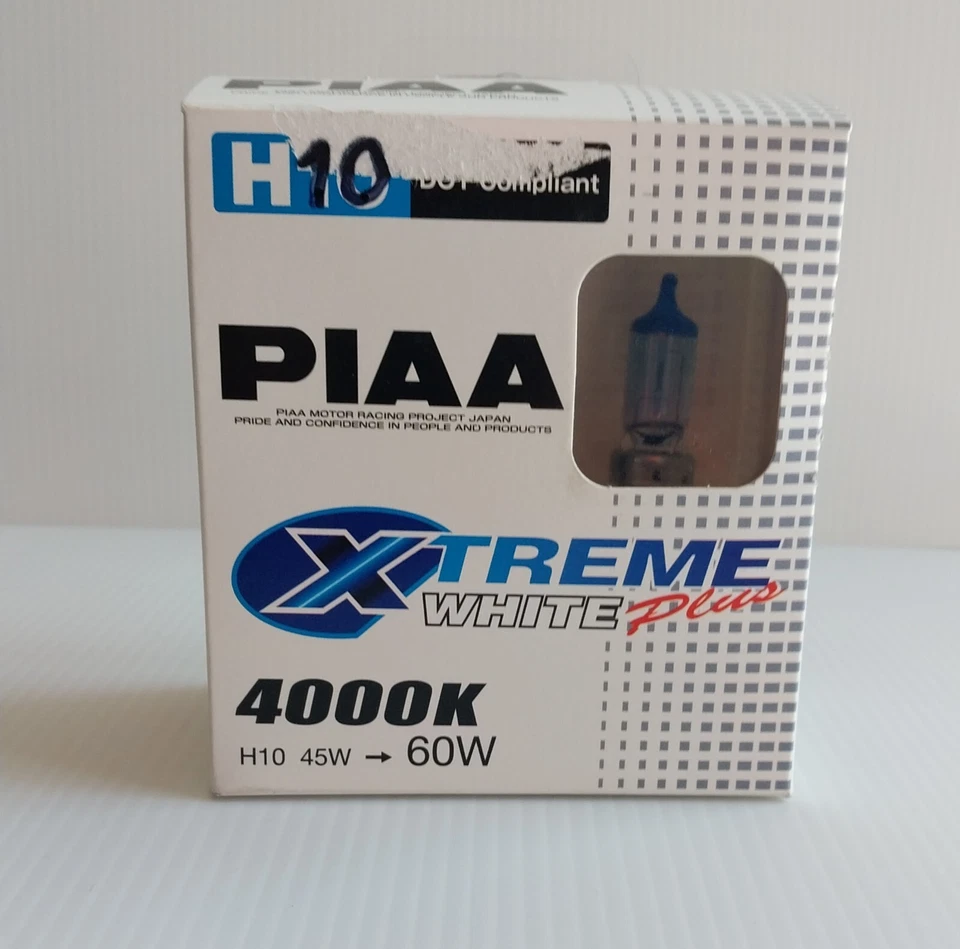 PIAA
H10 DOT Compliant
PIAA
PIAA MOTOR RACING PROJECT JAPAN
PRIDE AND CONFIDENCE IN PEOPLE AND PRODUCTS
XTREME
WHITE Plus
4000K
H10 45W → 60W